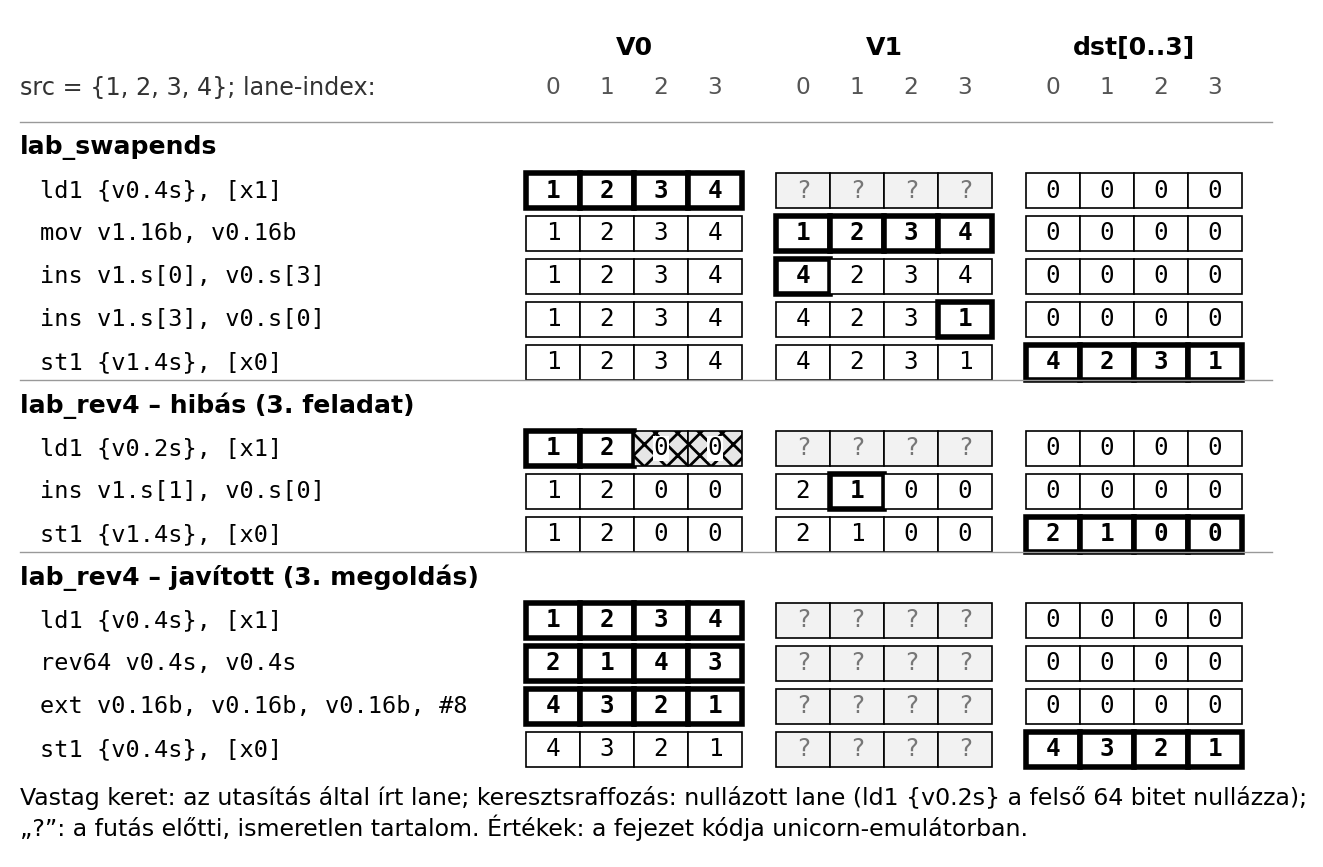 V0 V1 dst[0..3]
src = {1, 2, 3, 4}; lane-index: 0 1 2 3 0 1 2 3 0 1 2 3
lab_swapends
ld1 {v0.4s}, [x1] 1 2 3 4 ? ? ? ? 0 0 0 0
mov v1.16b, v0.16b 1 2 3 4 1 2 3 4 0 0 0 0
ins v1.s[0], v0.s[3] 1 2 3 4 4 2 3 4 0 0 0 0
ins v1.s[3], v0.s[0] 1 2 3 4 4 2 3 1 0 0 0 0
st1 {v1.4s}, [x0] 1 2 3 4 4 2 3 1 4 2 3 1
lab_rev4 – hibás (3. feladat)
ld1 {v0.2s}, [x1] 1 2 0 0 ? ? ? ? 0 0 0 0
ins v1.s[1], v0.s[0] 1 2 0 0 2 1 0 0 0 0 0 0
st1 {v1.4s}, [x0] 1 2 0 0 2 1 0 0 2 1 0 0
lab_rev4 – javított (3. megoldás)
ld1 {v0.4s}, [x1] 1 2 3 4 ? ? ? ? 0 0 0 0
rev64 v0.4s, v0.4s 2 1 4 3 ? ? ? ? 0 0 0 0
ext v0.16b, v0.16b, v0.16b, #8 4 3 2 1 ? ? ? ? 0 0 0 0
st1 {v0.4s}, [x0] 4 3 2 1 ? ? ? ? 4 3 2 1
Vastag keret: az utasítás által írt lane; keresztsraffozás: nullázott lane (ld1 {v0.2s} a felső 64 bitet nullázza);
„?”: a futás előtti, ismeretlen tartalom. Értékek: a fejezet kódja unicorn-emulátorban.